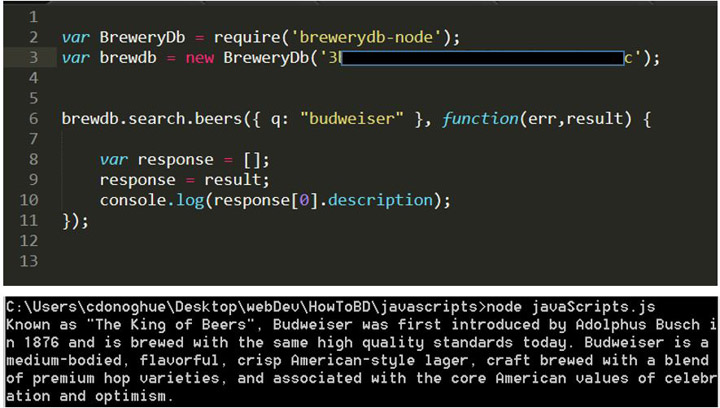 1
2 var BreweryDb = require('brewerydb-node');
3 var brewdb = new BreweryDb('3 c');
4
5
6 brewdb.search.beers({ q: "budweiser" }, function(err,result) {
7
8 var response = [];
9 response = result;
10 console.log(response[0].description);
11 });
12
13
C:\Users\cdonoghue\Desktop\webDev\HowToBD\javascripts>node javaScripts.js
Known as "The King of Beers", Budweiser was first introduced by Adolphus Busch i
n 1876 and is brewed with the same high quality standards today. Budweiser is a
medium-bodied, flavorful, crisp American-style lager, craft brewed with a blend
of premium hop varieties, and associated with the core American values of celebr
ation and optimism.